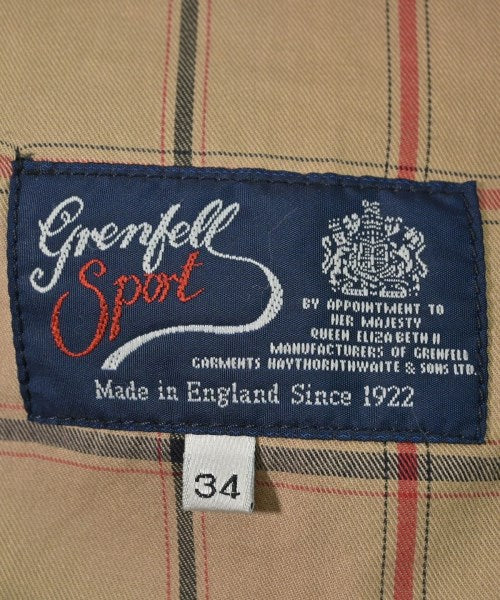 Grenfell
Sport
BY APPOINTMENT TO
HER MAJESTY
QUEEN ELIZABETH II
MANUFACTURERS OF GRENFELL
GARMENTS HAYTHORNTHWAITE & SONS LTD.
Made in England Since 1922
34